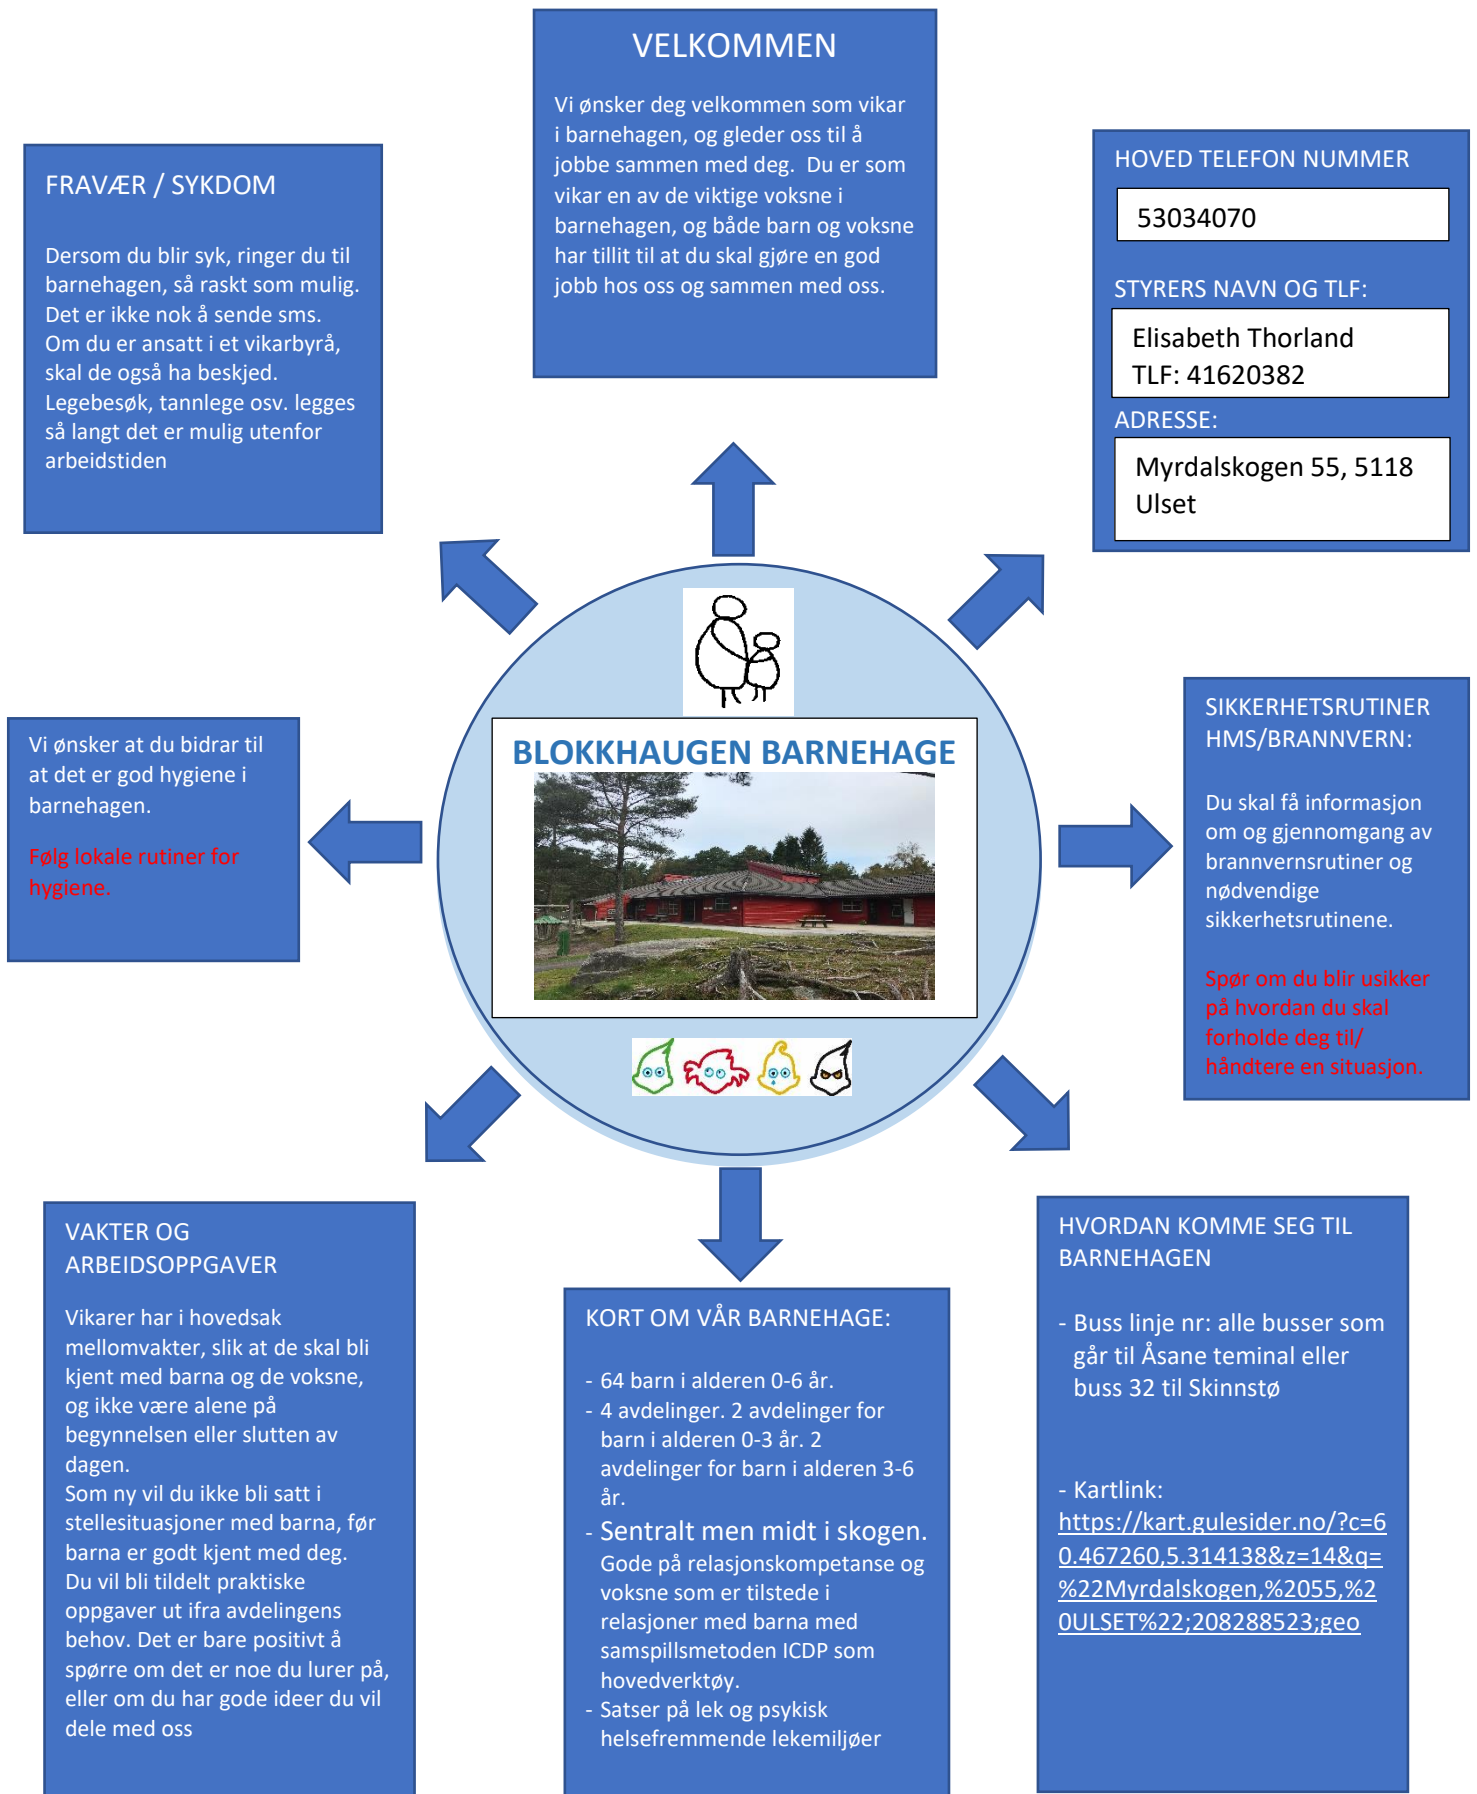 VELKOMMEN
Vi ønsker deg velkommen som vikar
i barnehagen, og gleder oss til å
jobbe sammen med deg.  Du er som
vikar en av de viktige voksne i
barnehagen, og både barn og voksne
har tillit til at du skal gjøre en god
jobb hos oss og sammen med oss.
FRAVÆR / SYKDOM
Dersom du blir syk, ringer du til
barnehagen, så raskt som mulig.
Det er ikke nok å sende sms.
Om du er ansatt i et vikarbyrå,
skal de også ha beskjed.
Legebesøk, tannlege osv. legges
så langt det er mulig utenfor
arbeidstiden
HOVED TELEFON NUMMER
53034070
STYRERS NAVN OG TLF:
Elisabeth Thorland
TLF: 41620382
ADRESSE:
Myrdalskogen 55, 5118
Ulset
Vi ønsker at du bidrar til
at det er god hygiene i
barnehagen.
Følg lokale rutiner for
hygiene.
BLOKKHAUGEN BARNEHAGE
SIKKERHETSRUTINER
HMS/BRANNVERN:
Du skal få informasjon
om og gjennomgang av
brannvernsrutiner og
nødvendige
sikkerhetsrutinene.
Spør om du blir usikker
på hvordan du skal
forholde deg til/
håndtere en situasjon.
VAKTER OG
ARBEIDSOPPGAVER
Vikarer har i hovedsak
mellomvakter, slik at de skal bli
kjent med barna og de voksne,
og ikke være alene på
begynnelsen eller slutten av
dagen.
Som ny vil du ikke bli satt i
stellesituasjoner med barna, før
barna er godt kjent med deg.
Du vil bli tildelt praktiske
oppgaver ut ifra avdelingens
behov. Det er bare positivt å
spørre om det er noe du lurer på,
eller om du har gode ideer du vil
dele med oss
KORT OM VÅR BARNEHAGE:
- 64 barn i alderen 0-6 år.
- 4 avdelinger. 2 avdelinger for
barn i alderen 0-3 år. 2
avdelinger for barn i alderen 3-6
år.
- Sentralt men midt i skogen.
Gode på relasjonskompetanse og
voksne som er tilstede i
relasjoner med barna med
samspillsmetoden ICDP som
hovedverktøy.
- Satser på lek og psykisk
helsefremmende lekemiljøer
HVORDAN KOMME SEG TIL
BARNEHAGEN
- Buss linje nr: alle busser som
går til Åsane teminal eller
buss 32 til Skinnstø
- Kartlink:
https://kart.gulesider.no/?c=6
0.467260,5.314138&z=14&q=
%22Myrdalskogen,%2055,%2
0ULSET%22;208288523;geo